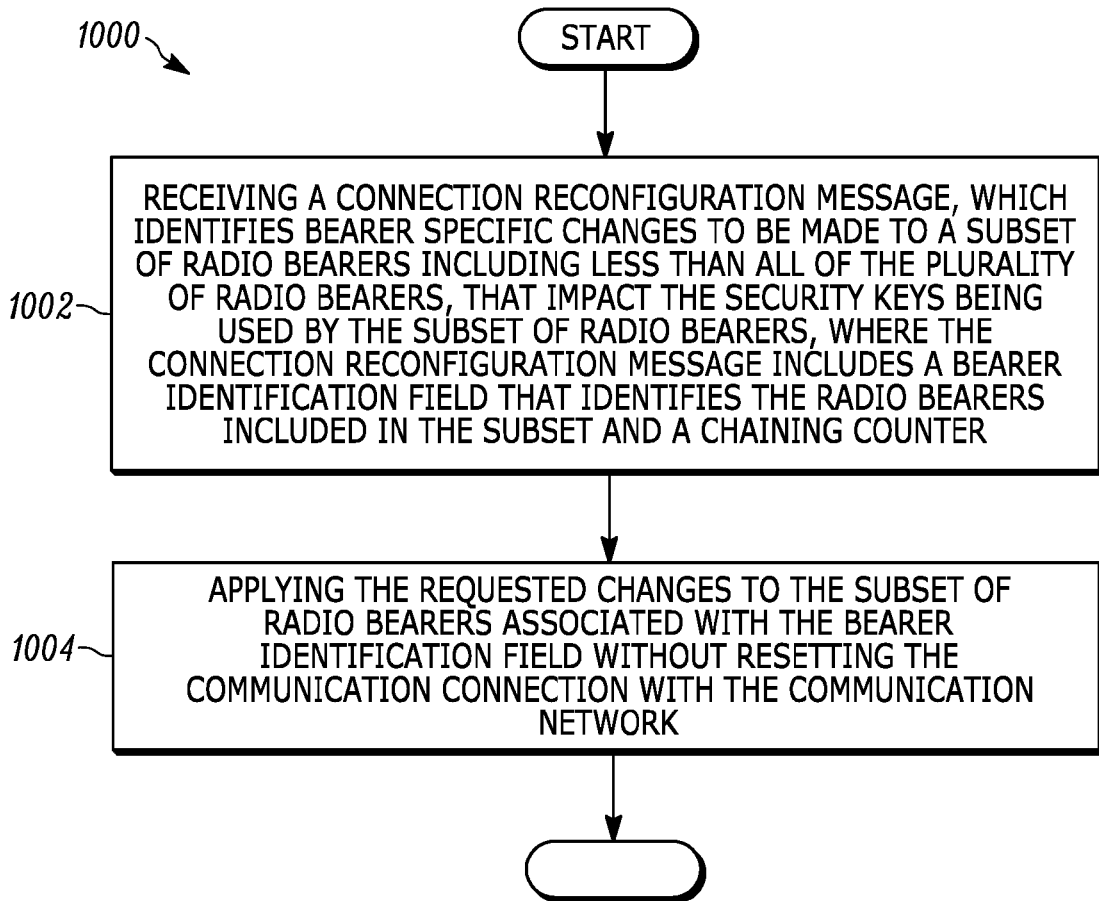 1000
START
RECEIVING A CONNECTION RECONFIGURATION MESSAGE, WHICH
IDENTIFIES BEARER SPECIFIC CHANGES TO BE MADE TO A SUBSET
OF RADIO BEARERS INCLUDING LESS THAN ALL OF THE PLURALITY
OF RADIO BEARERS, THAT IMPACT THE SECURITY KEYS BEING
USED BY THE SUBSET OF RADIO BEARERS, WHERE THE
CONNECTION RECONFIGURATION MESSAGE INCLUDES A BEARER
IDENTIFICATION FIELD THAT IDENTIFIES THE RADIO BEARERS
INCLUDED IN THE SUBSET AND A CHAINING COUNTER
1002
APPLYING THE REQUESTED CHANGES TO THE SUBSET OF
RADIO BEARERS ASSOCIATED WITH THE BEARER
IDENTIFICATION FIELD WITHOUT RESETTING THE
COMMUNICATION CONNECTION WITH THE COMMUNICATION
NETWORK
1004